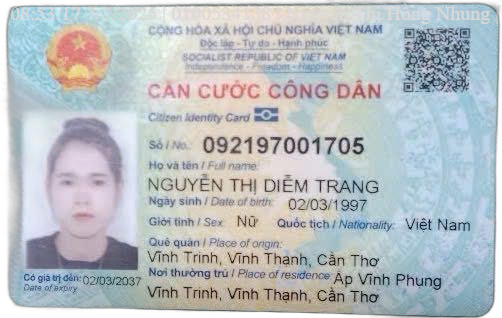 Hồng Nhung
CỘNG HÒA XÃ HỘI CHỦ NGHĨA VIỆT NAM
Độc lập - Tự do - Hạnh phúc
SOCIALIST REPUBLIC OF VIET NAM
Independence - Freedom - Happiness
CĂN CƯỚC CÔNG DÂN
Citizen Identity Card
Số / No.: 092197001705
Họ và tên / Full name:
NGUYỄN THỊ DIỄM TRANG
Ngày sinh / Date of birth: 02/03/1997
Giới tính / Sex: Nữ Quốc tịch / Nationality: Việt Nam
Quê quán / Place of origin:
Vĩnh Trinh, Vĩnh Thạnh, Cần Thơ
Nơi thường trú / Place of residence: Ấp Vĩnh Phụng
Vĩnh Trinh, Vĩnh Thạnh, Cần Thơ
Có giá trị đến: 02/03/2037
Date of expiry